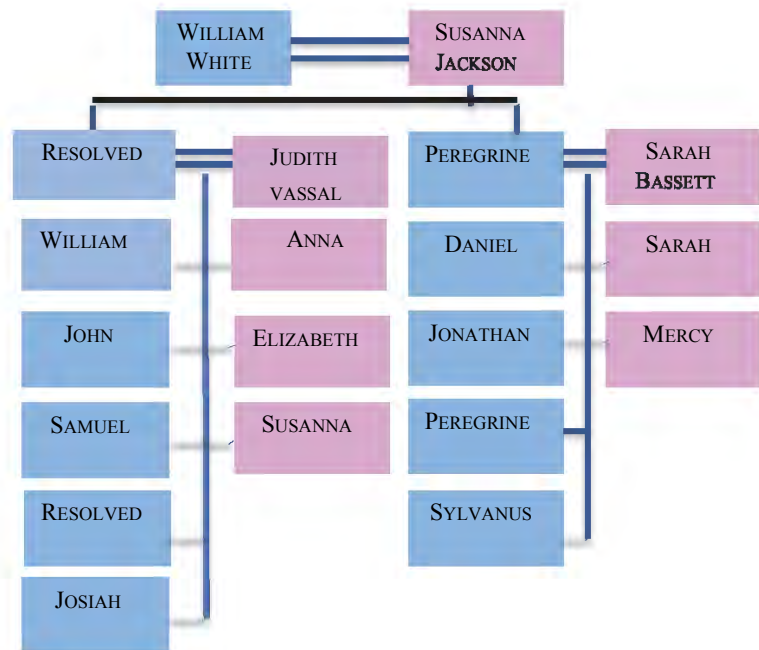 WILLIAM
WHITE
SUSANNA
JACKSON
RESOLVED
JUDITH
VASSAL
PEREGRINE
SARAH
BASSETT
WILLIAM
ANNA
DANIEL
SARAH
JOHN
ELIZABETH
JONATHAN
MERCY
SAMUEL
SUSANNA
PEREGRINE
RESOLVED
SYLVANUS
JOSIAH